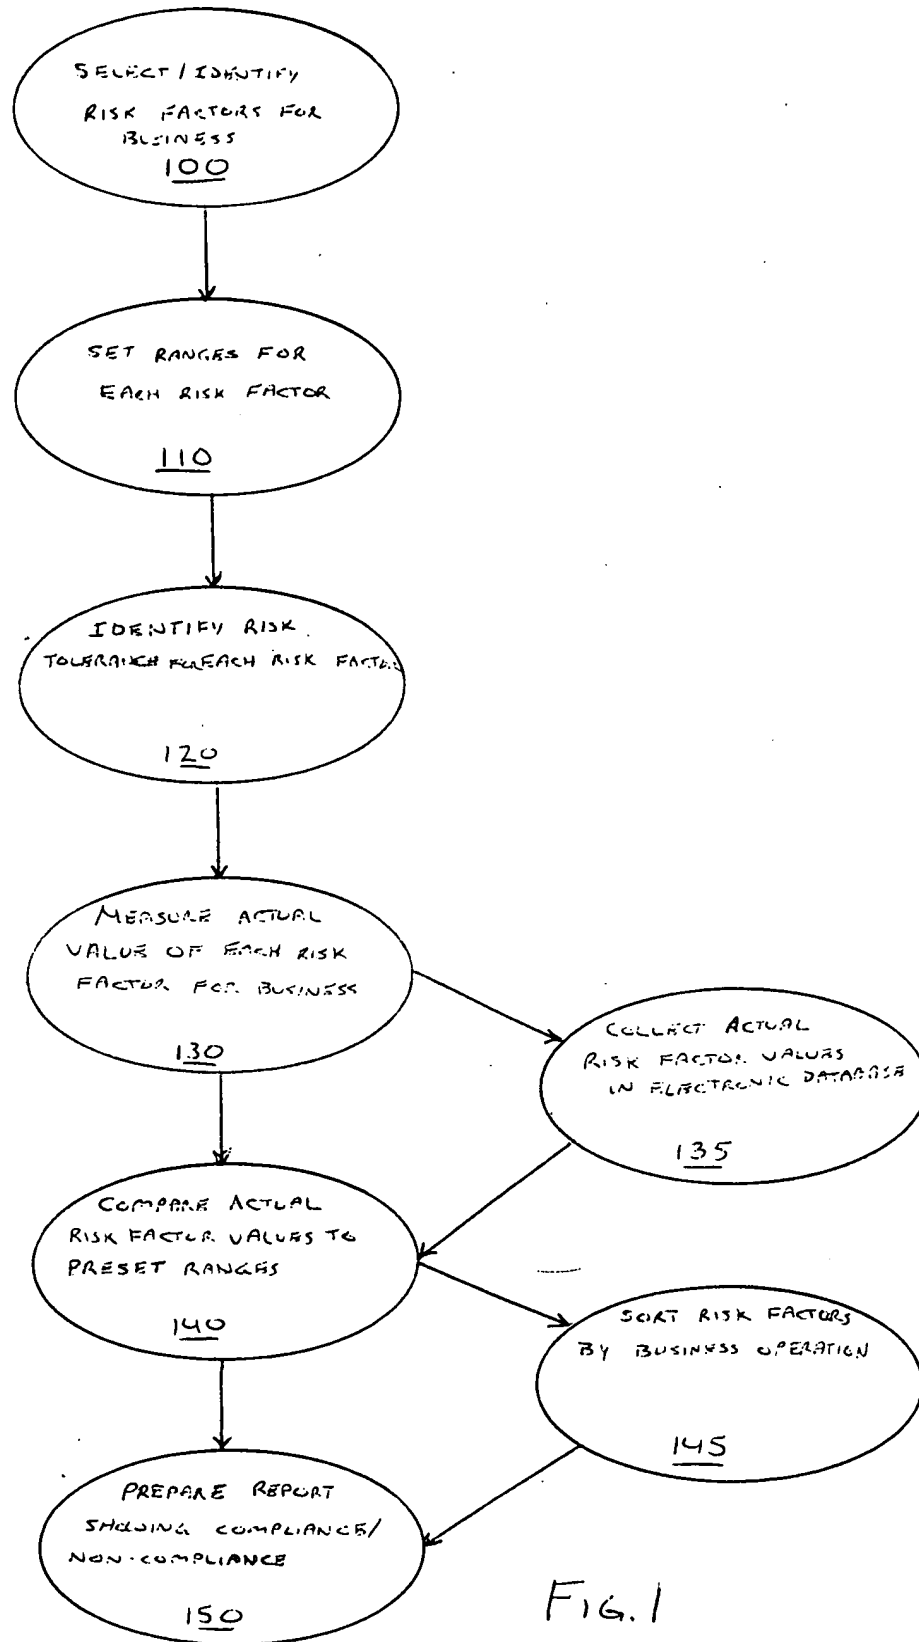 SELECT / IDENTIFY
RISK FACTORS FOR
BUSINESS
100
SET RANGES FOR
EACH RISK FACTOR
110
IDENTIFY RISK
TOLERANCE FOR EACH RISK FACTOR
120
MEASURE ACTUAL
VALUE OF EACH RISK
FACTOR FOR BUSINESS
130
COLLECT ACTUAL
RISK FACTOR VALUES
IN ELECTRONIC DATABASE
135
COMPARE ACTUAL
RISK FACTOR VALUES TO
PRESET RANGES
140
SORT RISK FACTORS
BY BUSINESS OPERATION
145
PREPARE REPORT
SHOWING COMPLIANCE/
NON-COMPLIANCE
150
FIG. 1